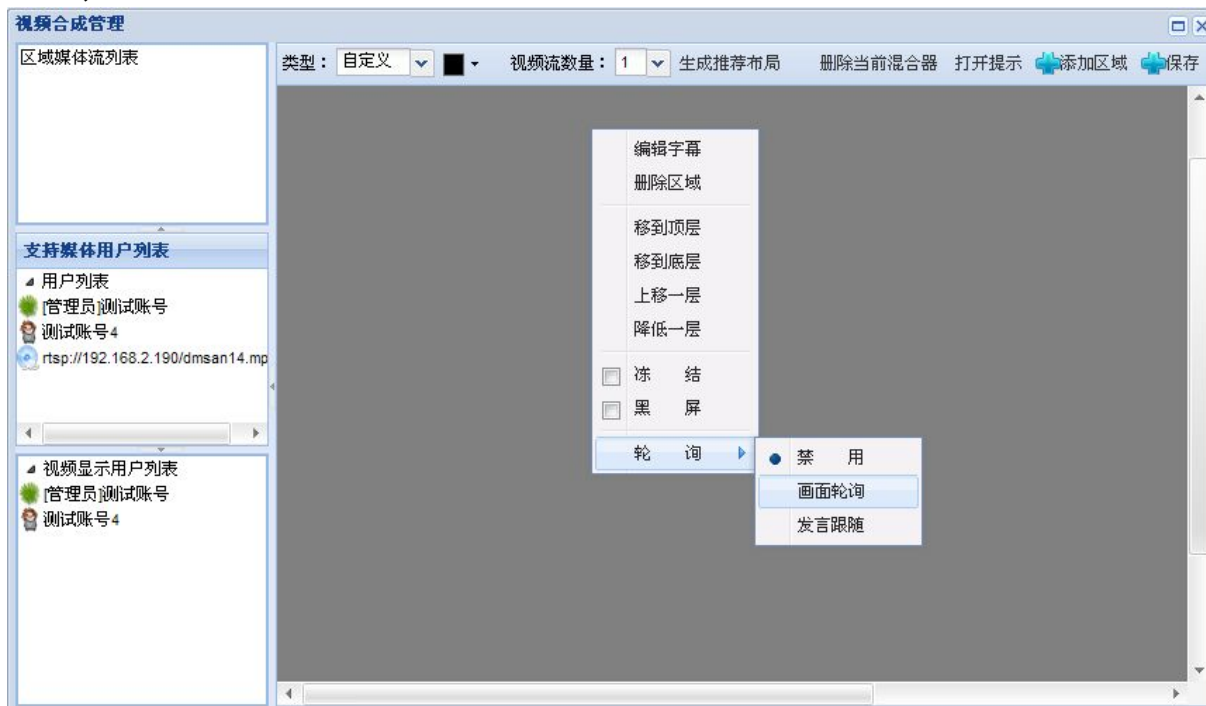 视频合成管理
区域媒体流列表
类型： 自定义 视频流数量： 1 生成推荐布局 删除当前混合器 打开提示 添加区域 保存
编辑字幕
删除区域
移到顶层
移到底层
上移一层
降低一层
冻 结
黑 屏
轮 询
禁 用
画面轮询
发言跟随
支持媒体用户列表
用户列表
[管理员]测试账号
测试账号4
rtsp://192.168.2.190/dmsan14.mp
视频显示用户列表
[管理员]测试账号
测试账号4